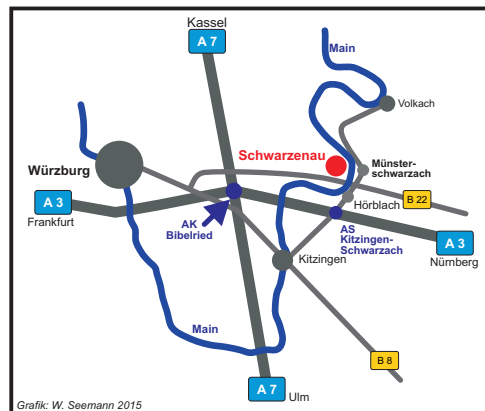 Kassel
A 7
Main
Volkach
Schwarzenau
Münster-
schwarzach
Würzburg
A 3
Frankfurt
Hörblach
B 22
AK
Bibelried
AS
Kitzingen-
Schwarzach
A 3
Nürnberg
Kitzingen
Main
B 8
A 7
Ulm
Grafik: W. Seemann 2015